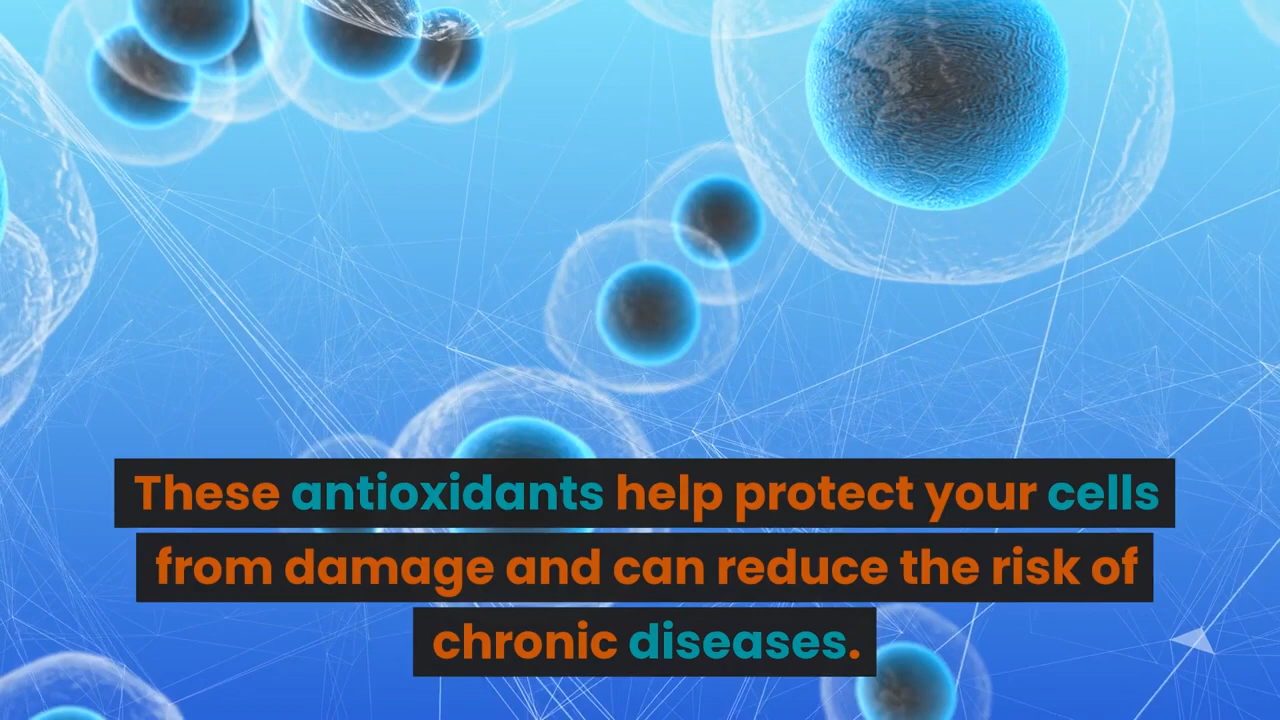 These antioxidants help protect your cells
from damage and can reduce the risk of
chronic diseases.